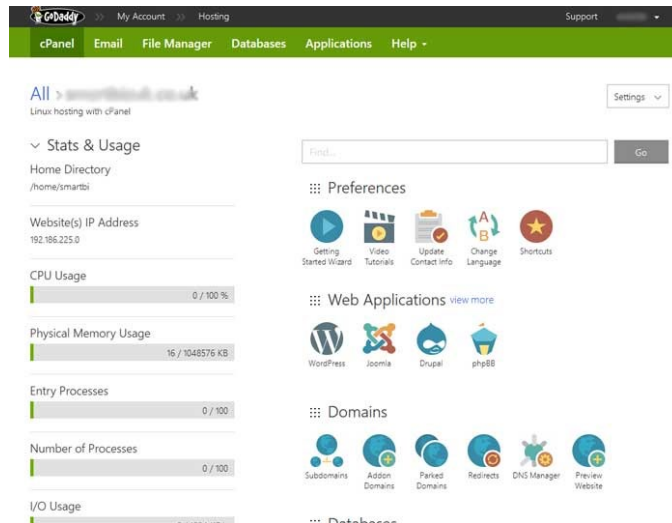 GoDaddy >> My Account >> Hosting
Support
cPanel Email File Manager Databases Applications Help
All >
Linux hosting with cPanel
Settings
Stats & Usage
Home Directory
/home/smartbi
Website(s) IP Address
192.186.225.0
CPU Usage
0 / 100 %
Physical Memory Usage
16 / 1048576 KB
Entry Processes
0 / 100
Number of Processes
0 / 100
I/O Usage
Find...
Go
Preferences
Getting Started Wizard
Video Tutorials
Update Contact Info
Change Language
Shortcuts
Web Applications view more
WordPress
Joomla
Drupal
phpBB
Domains
Subdomains
Addon Domains
Parked Domains
Redirects
DNS Manager
Preview Website
Databases